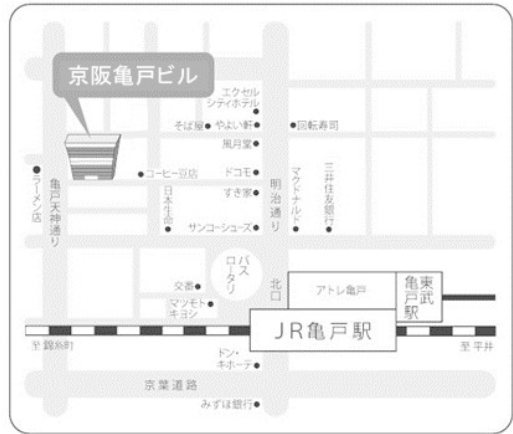 京阪亀戸ビル
エクセル
シティホテル
そば屋
やよい軒
回転寿司
風月堂
ラーメン店
亀戸天神通り
コーヒー豆店
ドコモ
日本生命
すき家
明治通り
マクドナルド
三井住友銀行
サンコーシューズ
バス
ロータリー
北口
アトレ亀戸
東武
亀戸駅
交番
マツモト
キヨシ
JR亀戸駅
至 錦糸町
至 平井
ドン・
キホーテ
京葉道路
みずほ銀行